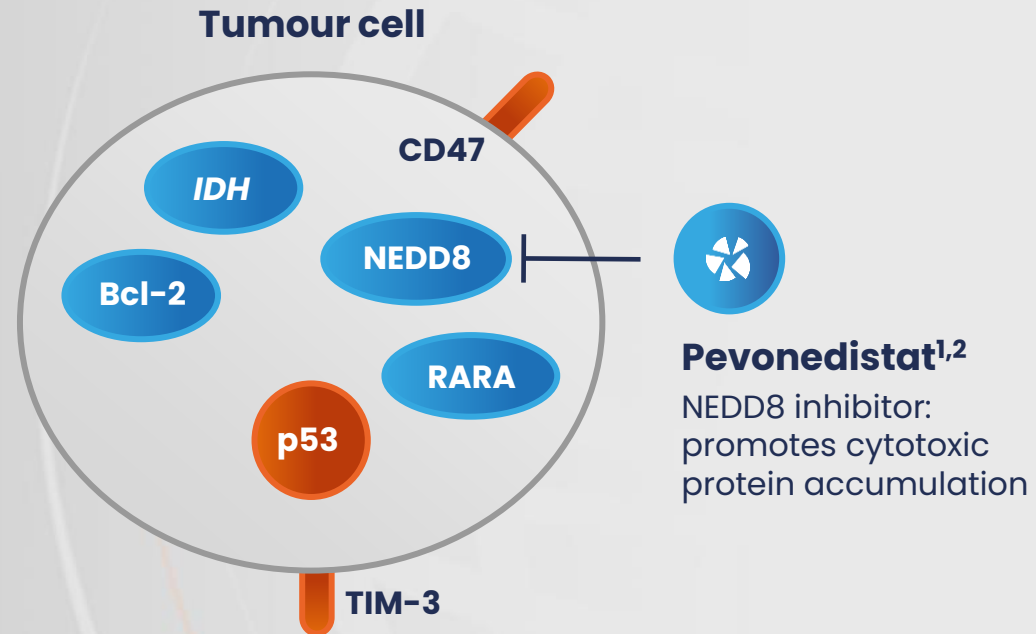 Tumour cell
CD47
IDH
NEDD8
Bcl-2
RARA
p53
TIM-3
Pevonedistat1,2
NEDD8 inhibitor:
promotes cytotoxic
protein accumulation